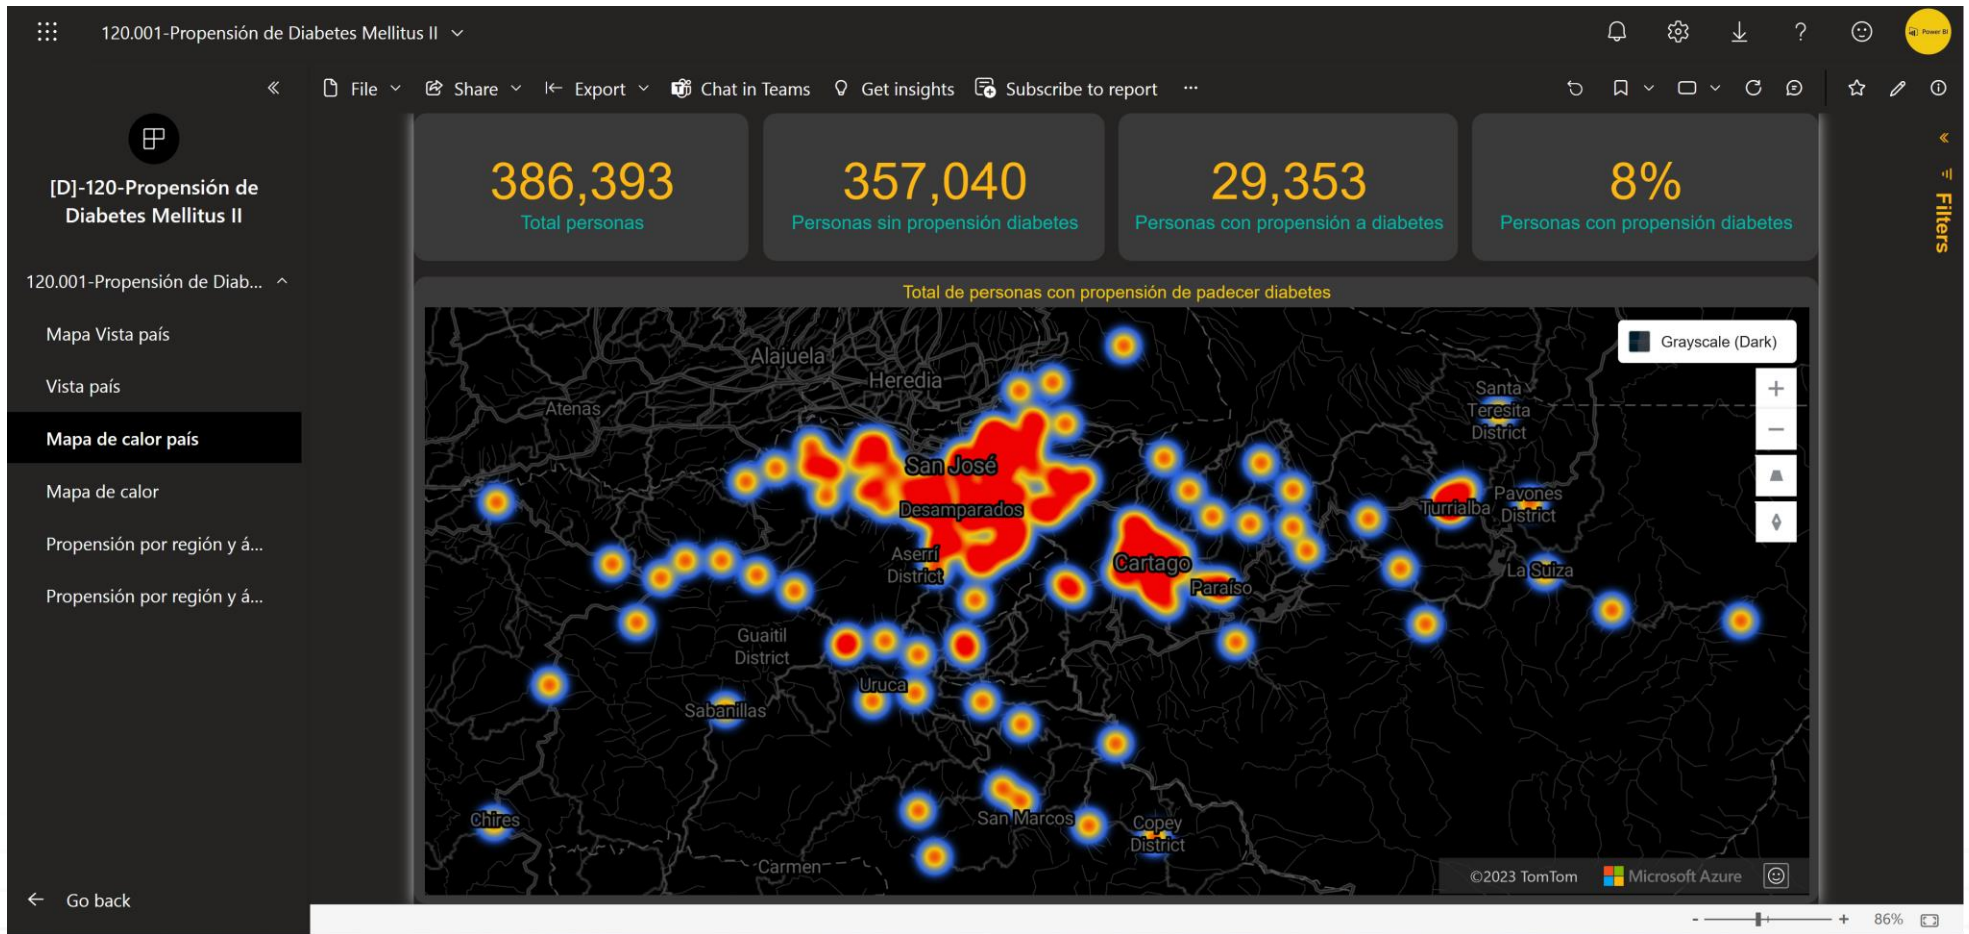 120.001-Propensión de Diabetes Mellitus II
Power BI
File
Share
Export
Chat in Teams
Get insights
Subscribe to report
[D]-120-Propensión de
Diabetes Mellitus II
120.001-Propensión de Diab...
Mapa Vista país
Vista país
Mapa de calor país
Mapa de calor
Propensión por región y á...
Propensión por región y á...
Go back
386,393
Total personas
357,040
Personas sin propensión diabetes
29,353
Personas con propensión a diabetes
8%
Personas con propensión diabetes
Filters
Total de personas con propensión de padecer diabetes
Grayscale (Dark)
Alajuela
Heredia
Atenas
Santa
Teresita
District
San José
Desamparados
Turrialba
Pavones
District
Aserrí
District
Cartago
Paraíso
La Suiza
Guaitil
District
Uruca
Sabanillas
Chires
San Marcos
Copey
District
Carmen
©2023 TomTom
Microsoft Azure
86%